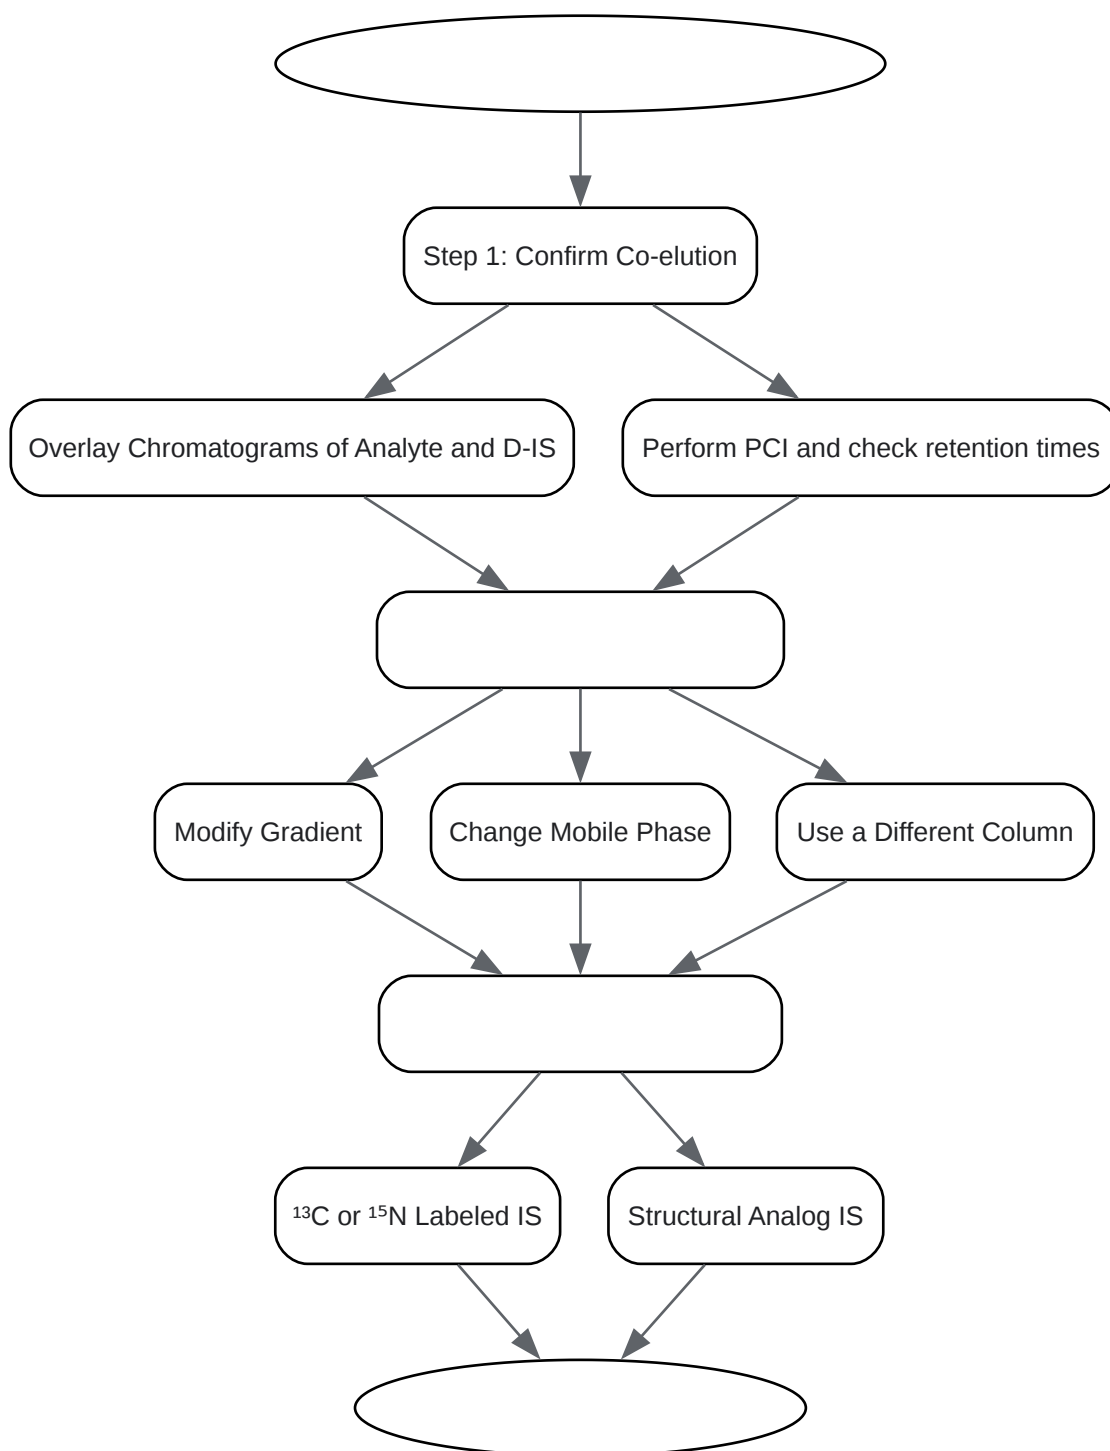 Step 1: Confirm Co-elution
Overlay Chromatograms of Analyte and D-IS
Perform PCI and check retention times
Modify Gradient
Change Mobile Phase
Use a Different Column
¹³C or ¹⁵N Labeled IS
Structural Analog IS